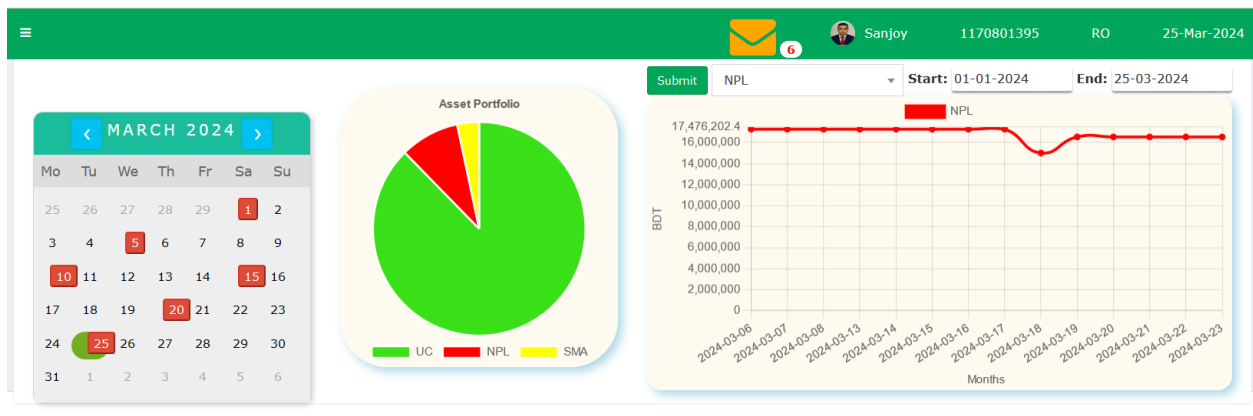 6 Sanjoy 1170801395 RO 25-Mar-2024
Submit NPL Start: 01-01-2024 End: 25-03-2024
‹ MARCH 2024 ›
Mo Tu We Th Fr Sa Su
25 26 27 28 29 1 2
3 4 5 6 7 8 9
10 11 12 13 14 15 16
17 18 19 20 21 22 23
24 25 26 27 28 29 30
31 1 2 3 4 5 6
Asset Portfolio
UC NPL SMA
NPL
17,476,202.4
16,000,000
14,000,000
12,000,000
10,000,000
8,000,000
6,000,000
4,000,000
2,000,000
0
BDT
2024-03-06 2024-03-07 2024-03-08 2024-03-13 2024-03-14 2024-03-15 2024-03-16 2024-03-17 2024-03-18 2024-03-19 2024-03-20 2024-03-21 2024-03-22 2024-03-23
Months